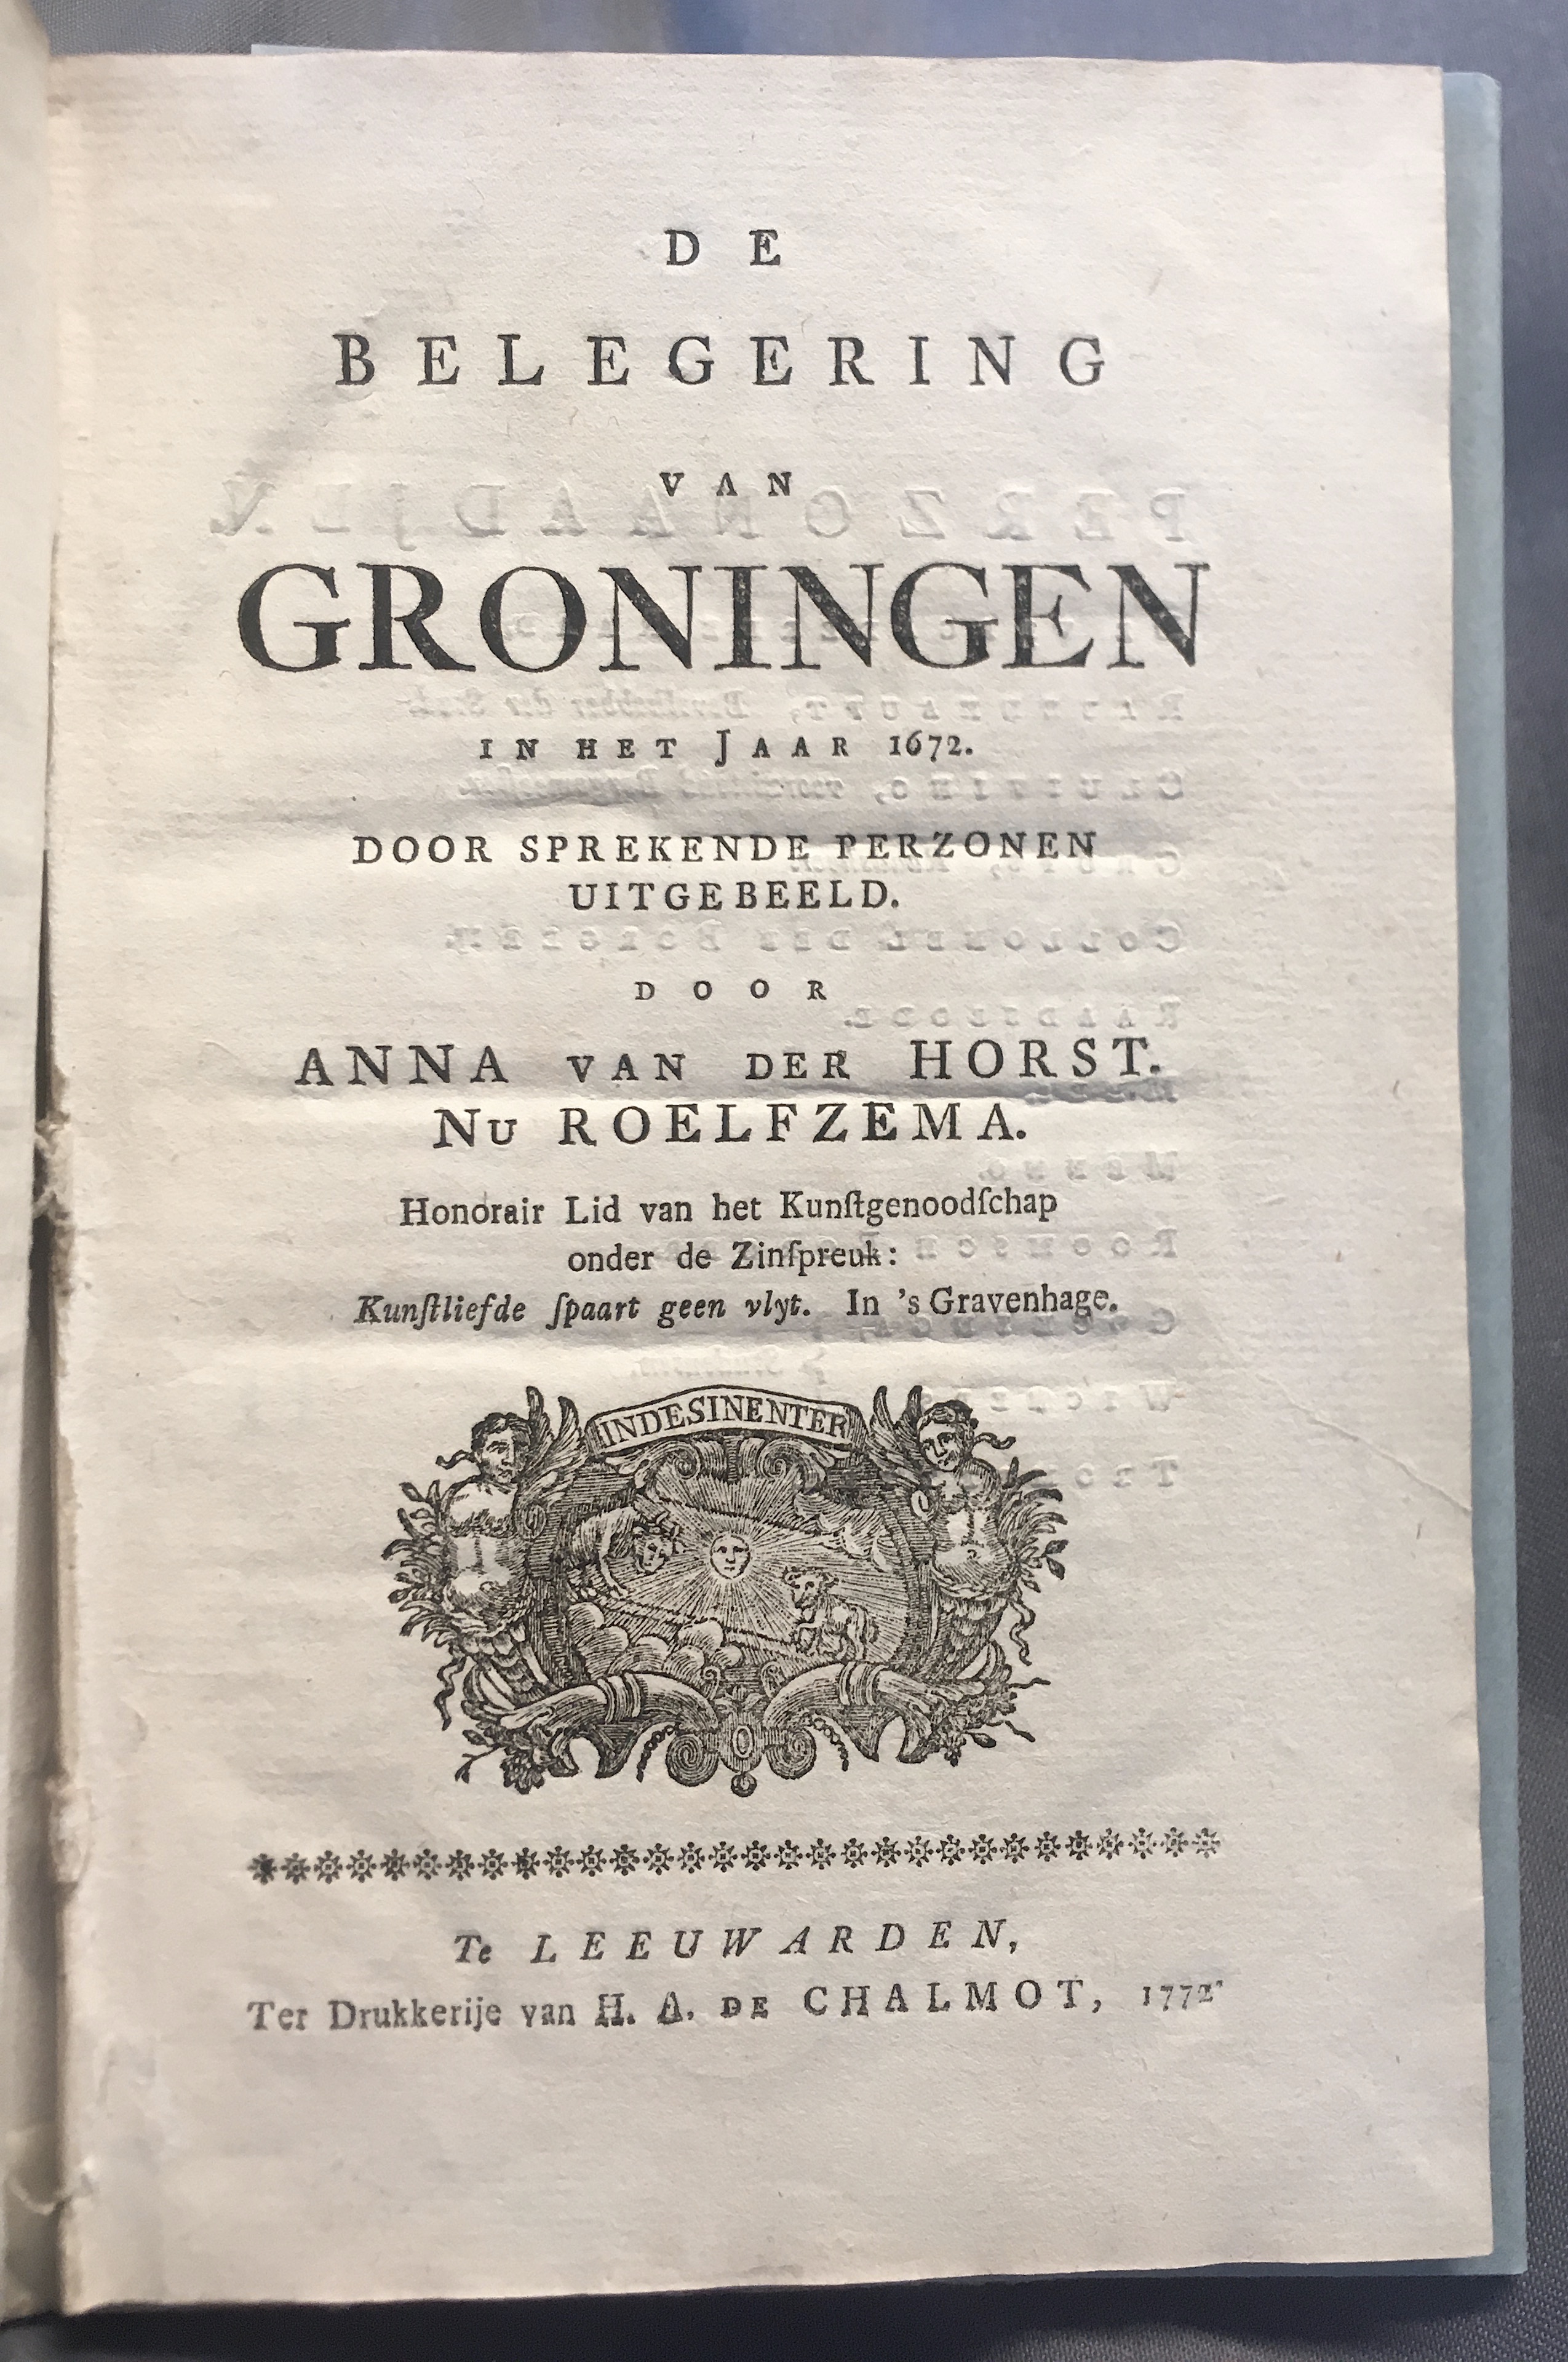 DE
BELEGERING
VAN
GRONINGEN
IN HET JAAR 1672.
DOOR SPREKENDE PERZONEN
UITGEBEELD.
DOOR
ANNA VAN DER HORST.
NU ROELFZEMA.
Honorair Lid van het Kunſtgenoodſchap
onder de Zinſpreuk:
Kunſtliefde ſpaart geen vlyt. In 's Gravenhage.
INDESINENTER
Te LEEUWARDEN,
Ter Drukkerije van H. A. DE CHALMOT, 1772.